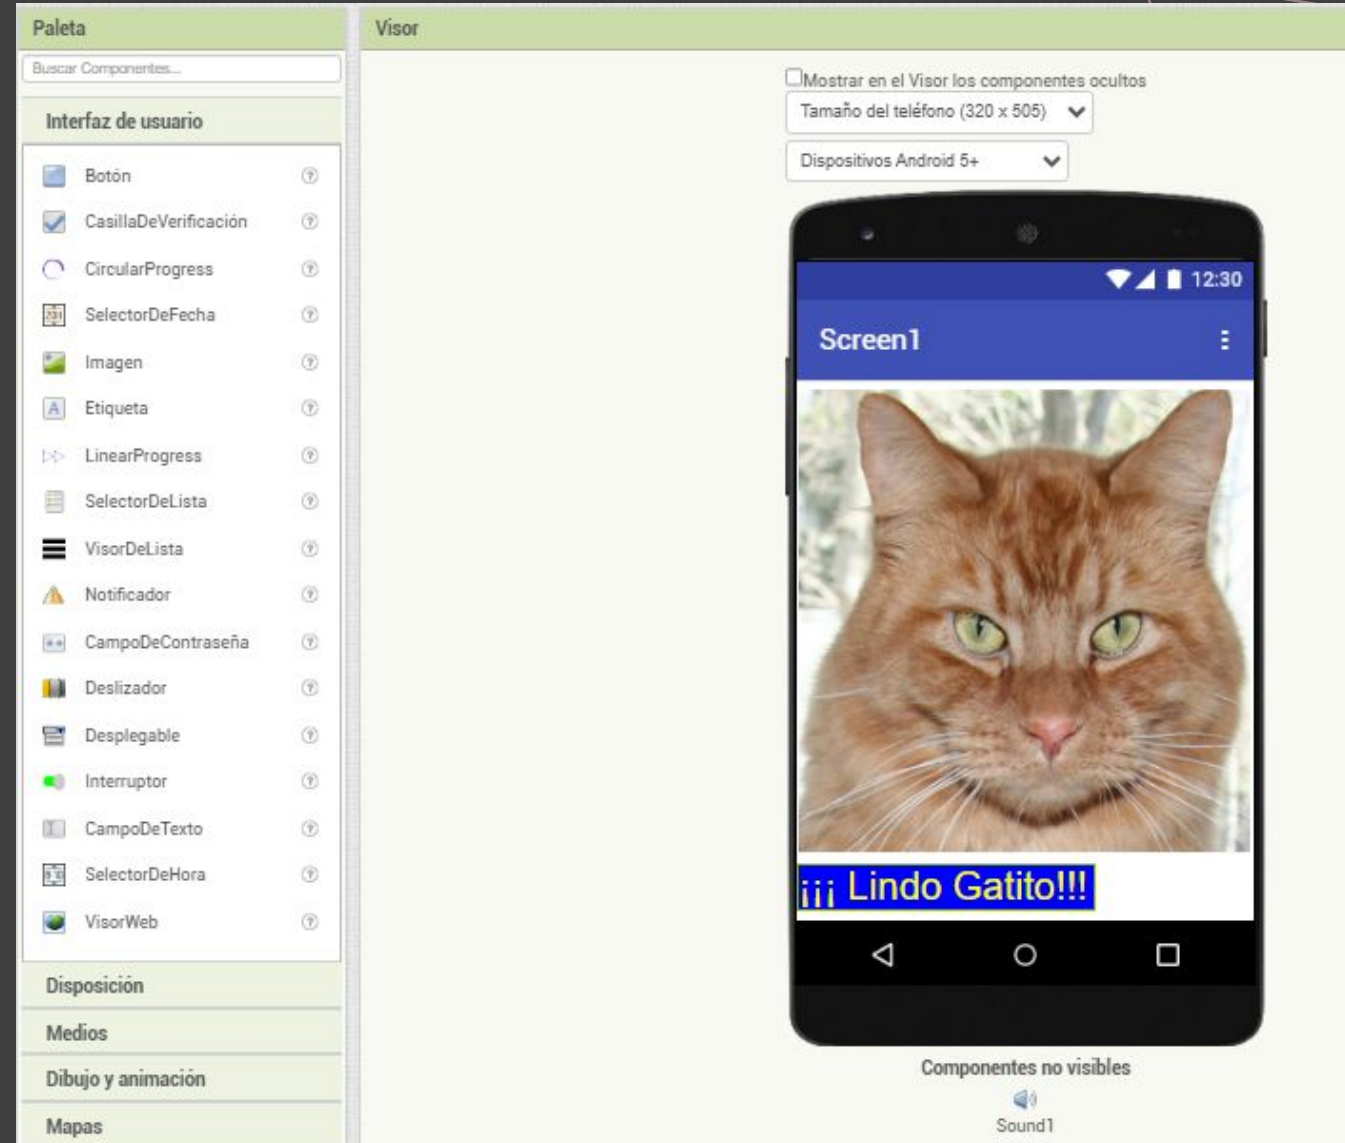 Paleta
Buscar Componentes...
Interfaz de usuario
Botón
CasillaDeVerificación
CircularProgress
SelectorDeFecha
Imagen
Etiqueta
LinearProgress
SelectorDeLista
VisorDeLista
Notificador
CampoDeContraseña
Deslizador
Desplegable
Interruptor
CampoDeTexto
SelectorDeHora
VisorWeb
Disposición
Medios
Dibujo y animación
Mapas
Visor
Mostrar en el Visor los componentes ocultos
Tamaño del teléfono (320 x 505)
Dispositivos Android 5+
12:30
Screen1
¡¡¡ Lindo Gatito!!!
Componentes no visibles
Sound1